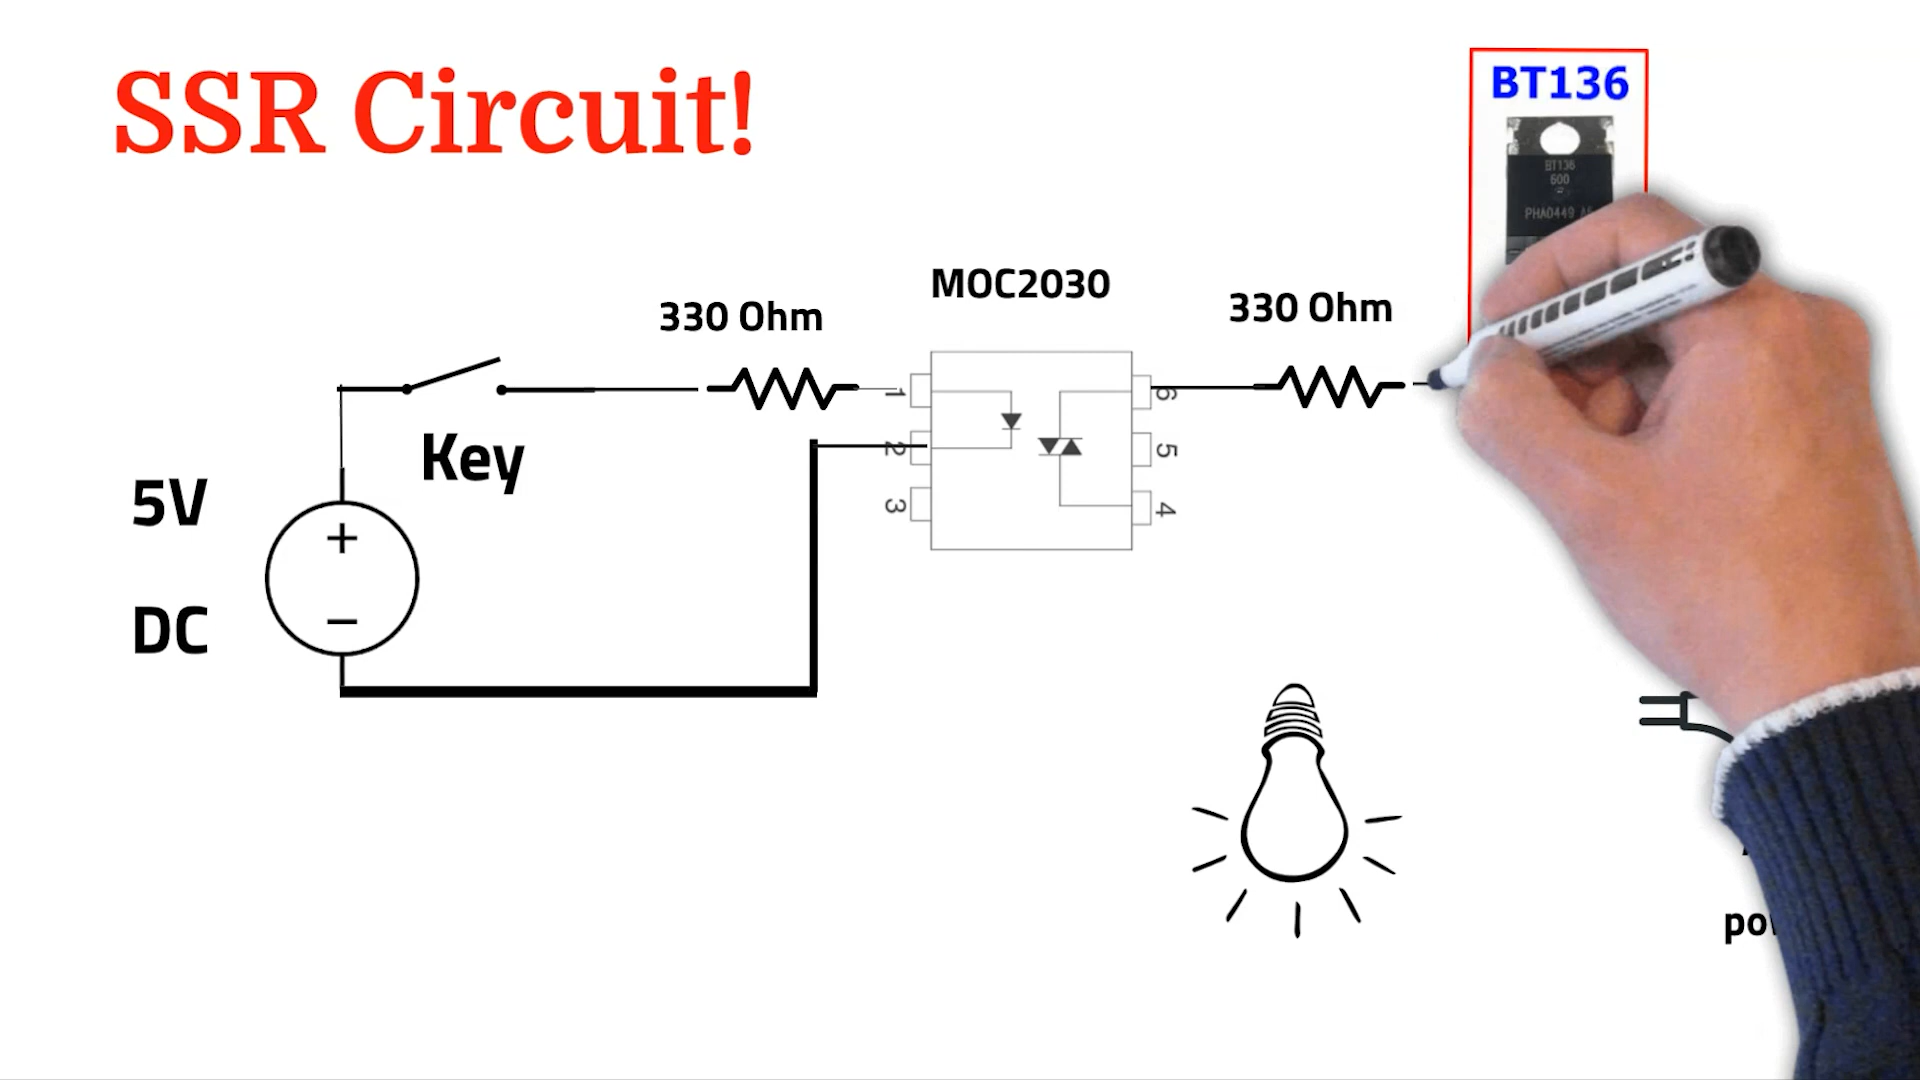 SSR Circuit!
BT136
BT136
600
PHA0449
MOC2030
330 Ohm
330 Ohm
1
6
Key
2
5
5V
+
3
4
−
DC